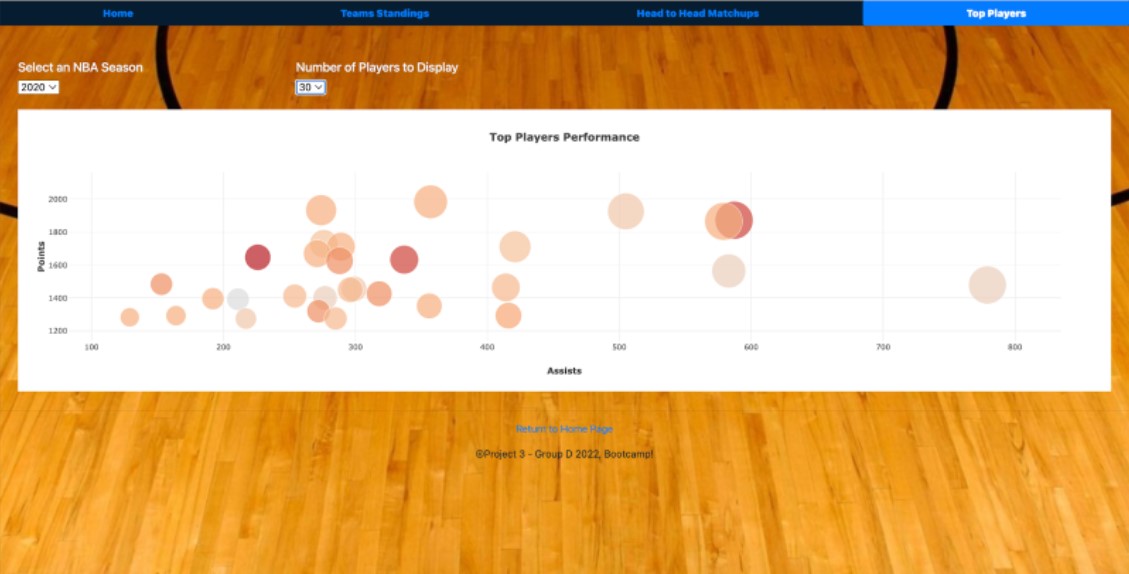 Home Teams Standings Head to Head Matchups Top Players
Select an NBA Season Number of Players to Display
2020 30
Top Players Performance
2000
1800
1600
1400
1200
Points
100 200 300 400 500 600 700 800
Assists
Return to Home Page
©Project 3 - Group D 2022, Bootcamp!